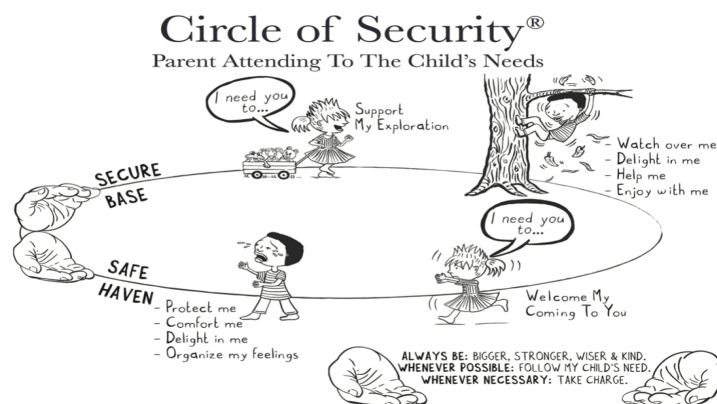 Circle of Security®
Parent Attending To The Child's Needs
I need you
to...
Support
My Exploration
- Watch over me
- Delight in me
- Help me
- Enjoy with me
SECURE
BASE
I need you
to...
SAFE
HAVEN
Welcome My
Coming To You
- Protect me
- Comfort me
- Delight in me
- Organize my feelings
ALWAYS BE: BIGGER, STRONGER, WISER & KIND.
WHENEVER POSSIBLE: FOLLOW MY CHILD'S NEED.
WHENEVER NECESSARY: TAKE CHARGE.